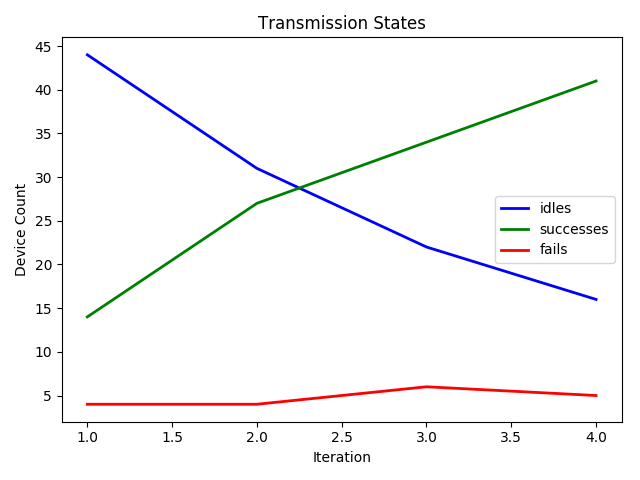 Transmission States
45
40
35
30
25
20
15
10
5
Device Count
idles
successes
fails
1.0 1.5 2.0 2.5 3.0 3.5 4.0
Iteration